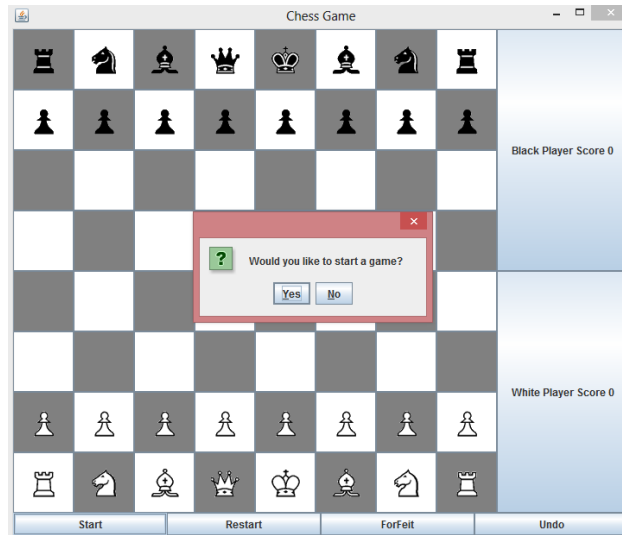 Chess Game
Black Player Score 0
Would you like to start a game?
Yes No
White Player Score 0
Start Restart ForFeit Undo